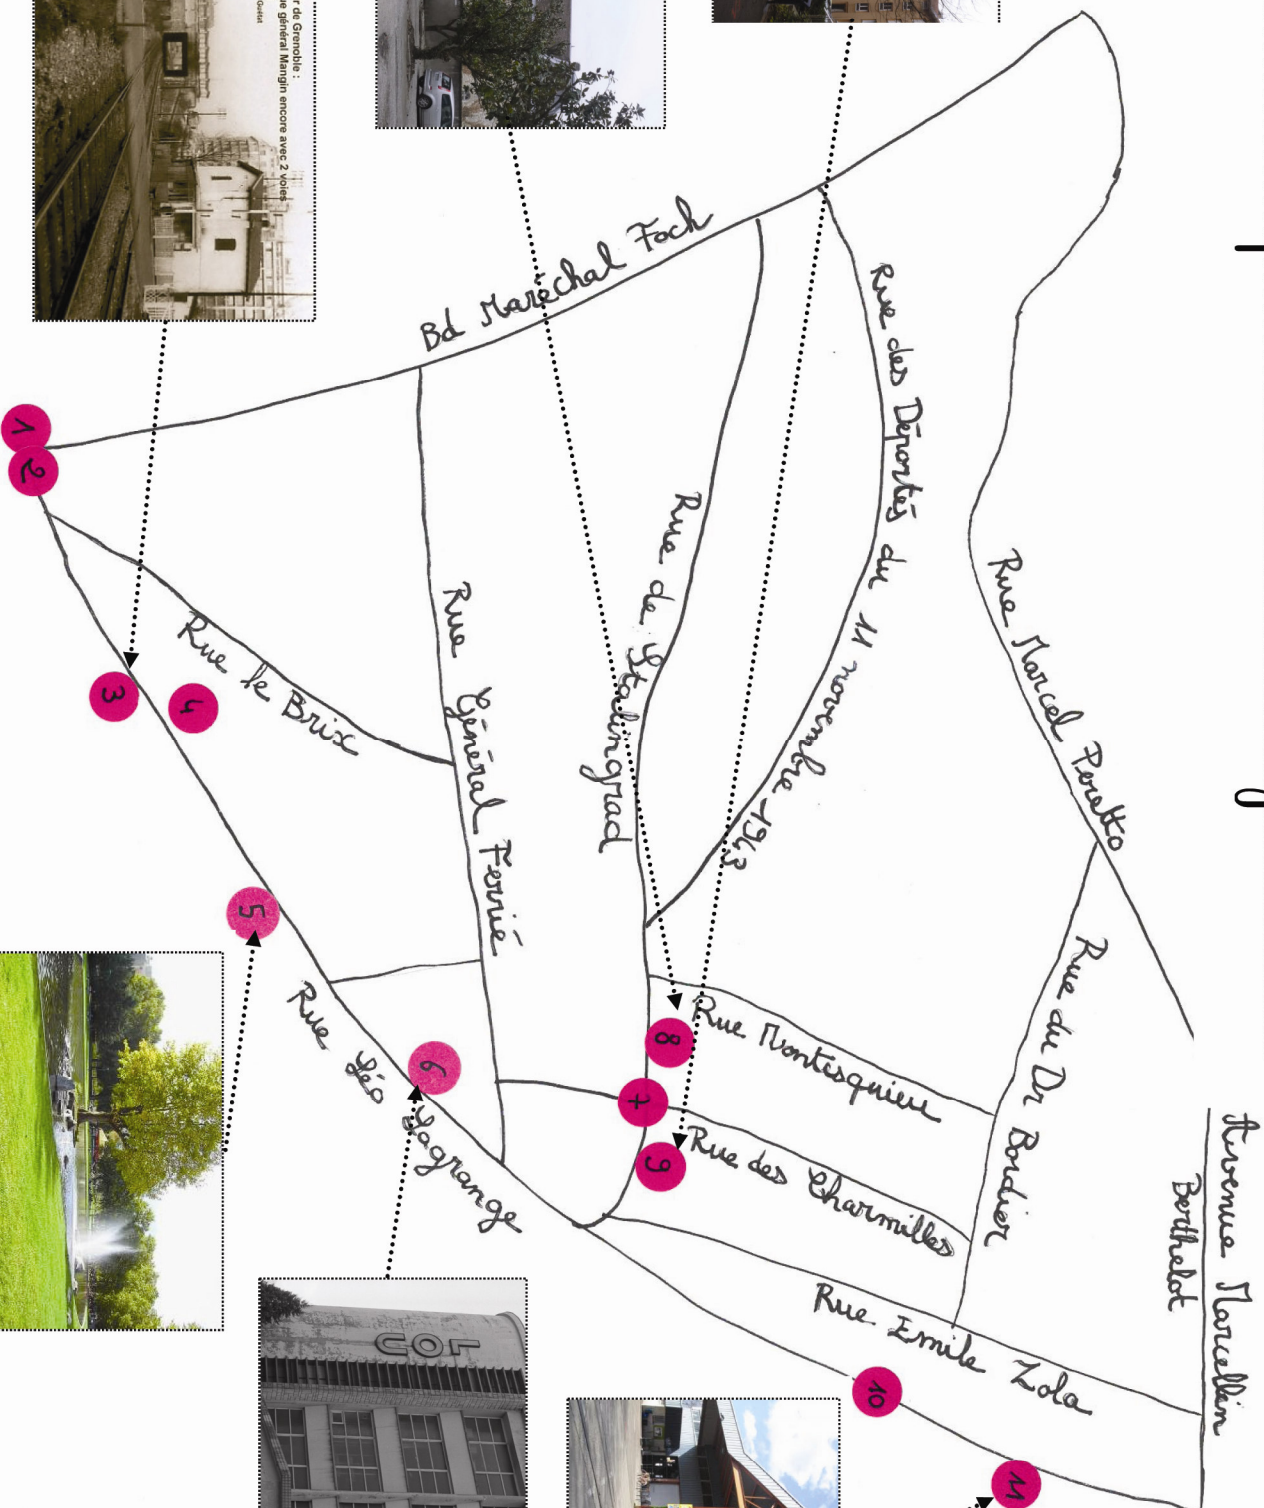 r de Grenoble :
ue général Mangin encore avec 2 voies
Guétat
Bd Maréchal Foch
Rue des Déportés du 11 novembre 1943
Rue de Stalingrad
Rue Général Ferrié
Rue le Brix
Rue Marcel Peretto
Rue du Dr Bordier
Rue Montisquieu
Rue des Charmilles
Rue Emile Zola
Rue Léo Lagrange
Avenue Marcellin
Berthelot
1
2
3
4
5
6
7
8
9
10
11